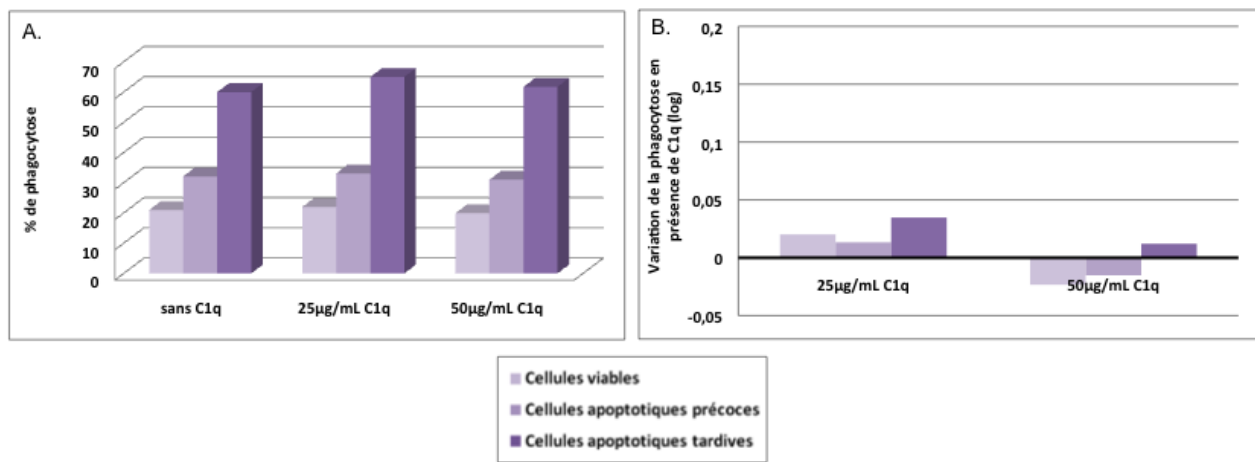 A.
% de phagocytose
70
60
50
40
30
20
10
0
sans C1q
25µg/mL C1q
50µg/mL C1q
B.
Variation de la phagocytose en
présence de C1q (log)
0,2
0,15
0,1
0,05
0
-0,05
25µg/mL C1q
50µg/mL C1q
Cellules viables
Cellules apoptotiques précoces
Cellules apoptotiques tardives